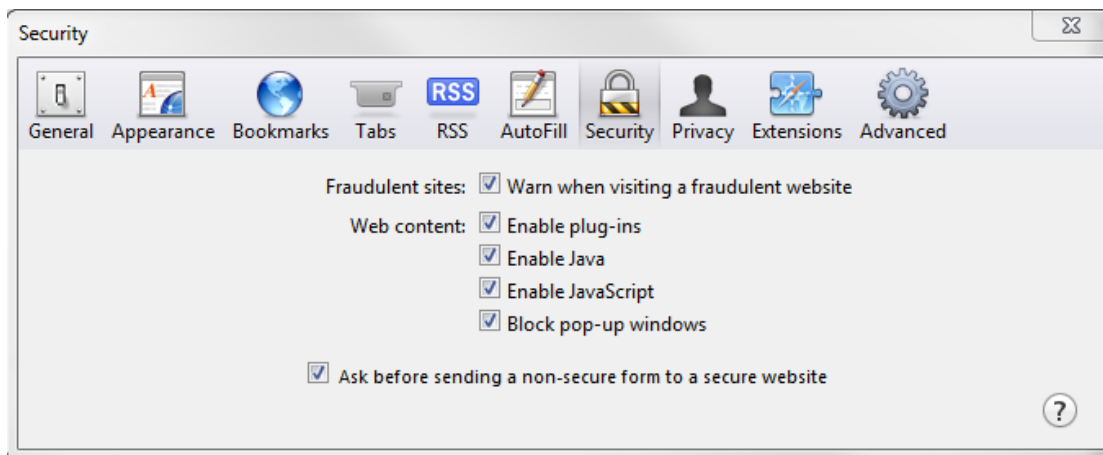 Security
RSS
General Appearance Bookmarks Tabs RSS AutoFill Security Privacy Extensions Advanced
Fraudulent sites: Warn when visiting a fraudulent website
Web content: Enable plug-ins
Enable Java
Enable JavaScript
Block pop-up windows
Ask before sending a non-secure form to a secure website
?